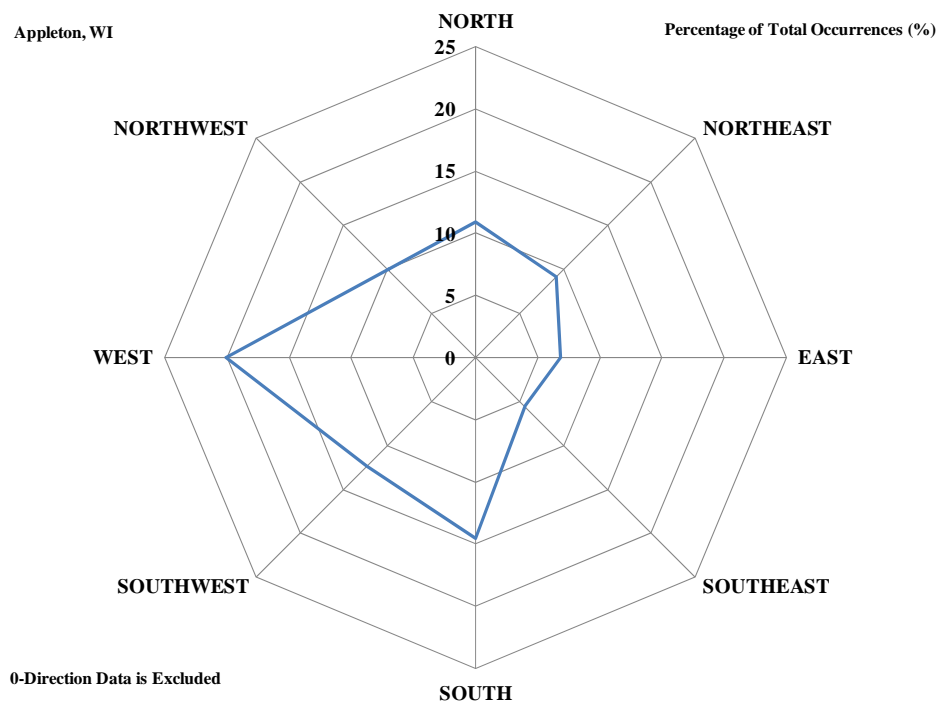 NORTH
Appleton, WI
Percentage of Total Occurrences (%)
25
20
NORTHWEST
NORTHEAST
15
10
5
WEST
0
EAST
SOUTHWEST
SOUTHEAST
0-Direction Data is Excluded
SOUTH